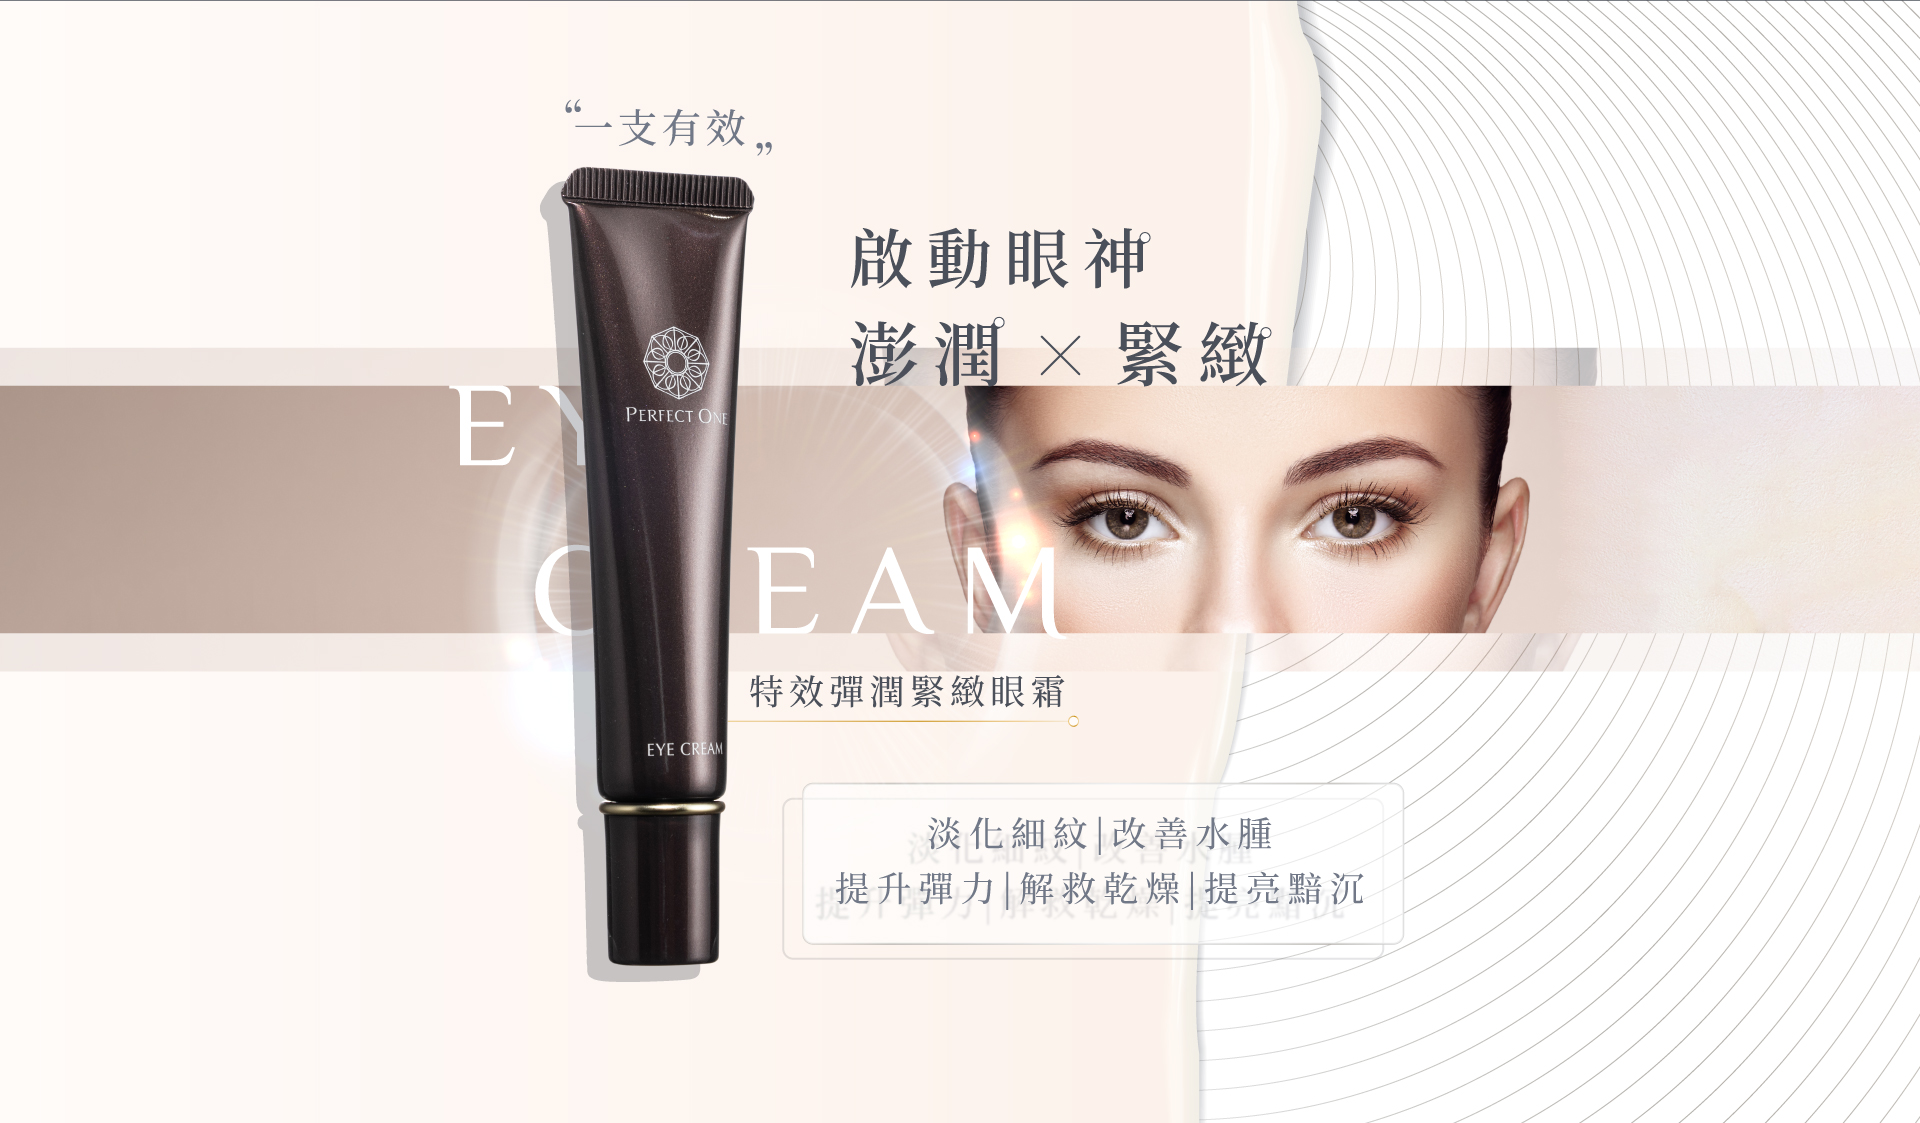 “一支有效„
啟動眼神
澎潤×緊緻
PERFECT ONE
EYE
CREAM
特效彈潤緊緻眼霜
EYE CREAM
淡化細紋|改善水腫
提升彈力|解救乾燥|提亮黯沉